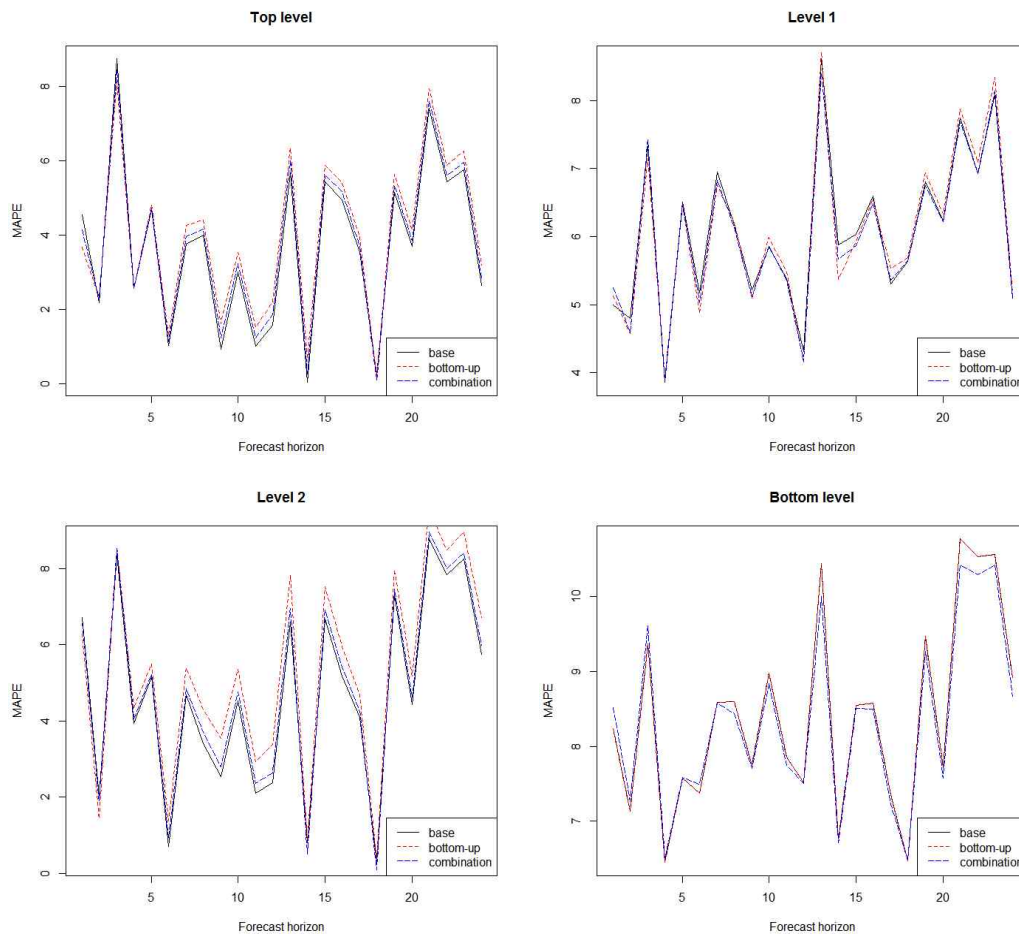 Top level
MAPE
8
6
4
2
0
5
10
15
20
Forecast horizon
base
bottom-up
combination
Level 1
MAPE
8
7
6
5
4
5
10
15
20
Forecast horizon
base
bottom-up
combination
Level 2
MAPE
8
6
4
2
0
5
10
15
20
Forecast horizon
base
bottom-up
combination
Bottom level
MAPE
10
9
8
7
5
10
15
20
Forecast horizon
base
bottom-up
combination